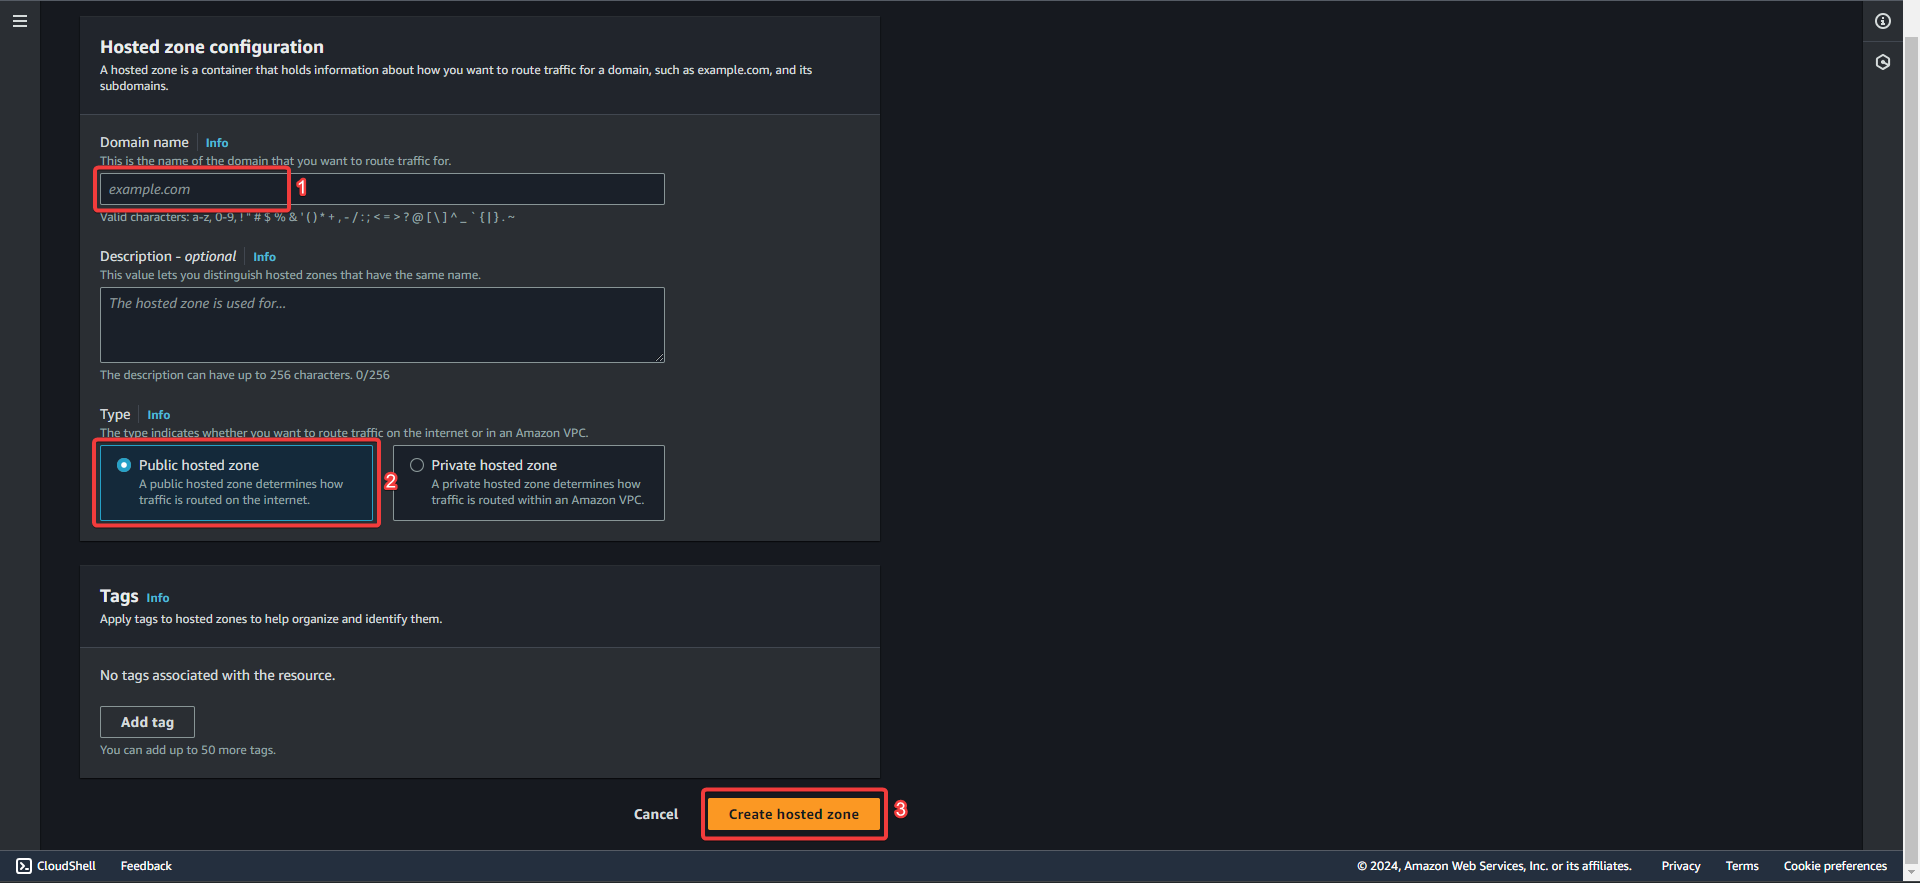 Hosted zone configuration
A hosted zone is a container that holds information about how you want to route traffic for a domain, such as example.com, and its
subdomains.
Domain name Info
This is the name of the domain that you want to route traffic for.
example.com 1
Valid characters: a-z, 0-9, ! " # $ % & ' ( ) * + , - / : ; < = > ? @ [ \ ] ^ _ ` { | } . ~
Description - optional Info
This value lets you distinguish hosted zones that have the same name.
The hosted zone is used for...
The description can have up to 256 characters. 0/256
Type Info
The type indicates whether you want to route traffic on the internet or in an Amazon VPC.
Public hosted zone
A public hosted zone determines how
traffic is routed on the internet.
2
Private hosted zone
A private hosted zone determines how
traffic is routed within an Amazon VPC.
Tags Info
Apply tags to hosted zones to help organize and identify them.
No tags associated with the resource.
Add tag
You can add up to 50 more tags.
Cancel Create hosted zone 3
CloudShell Feedback © 2024, Amazon Web Services, Inc. or its affiliates. Privacy Terms Cookie preferences